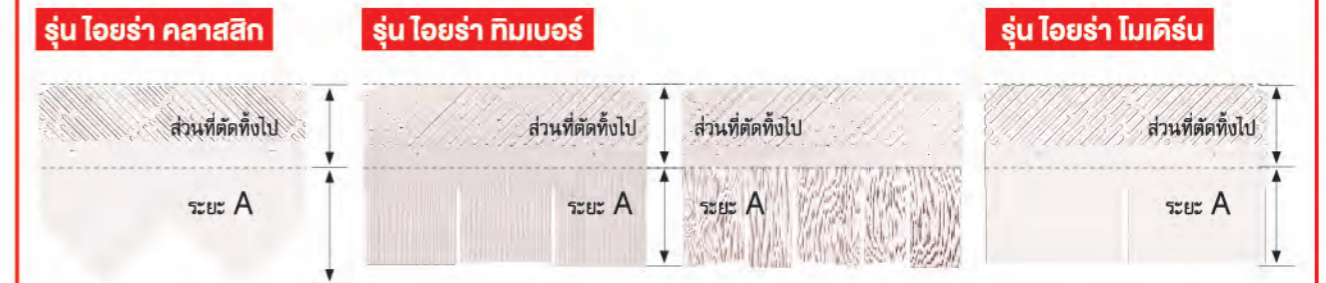 รุ่น ไอยร่า คลาสสิก
รุ่น ไอยร่า ทิมเบอร์
รุ่น ไอยร่า โมเดิร์น
ส่วนที่ตัดทิ้งไป
ส่วนที่ตัดทิ้งไป
ส่วนที่ตัดทิ้งไป
ส่วนที่ตัดทิ้งไป
ระยะ A
ระยะ A
ระยะ A
ระยะ A